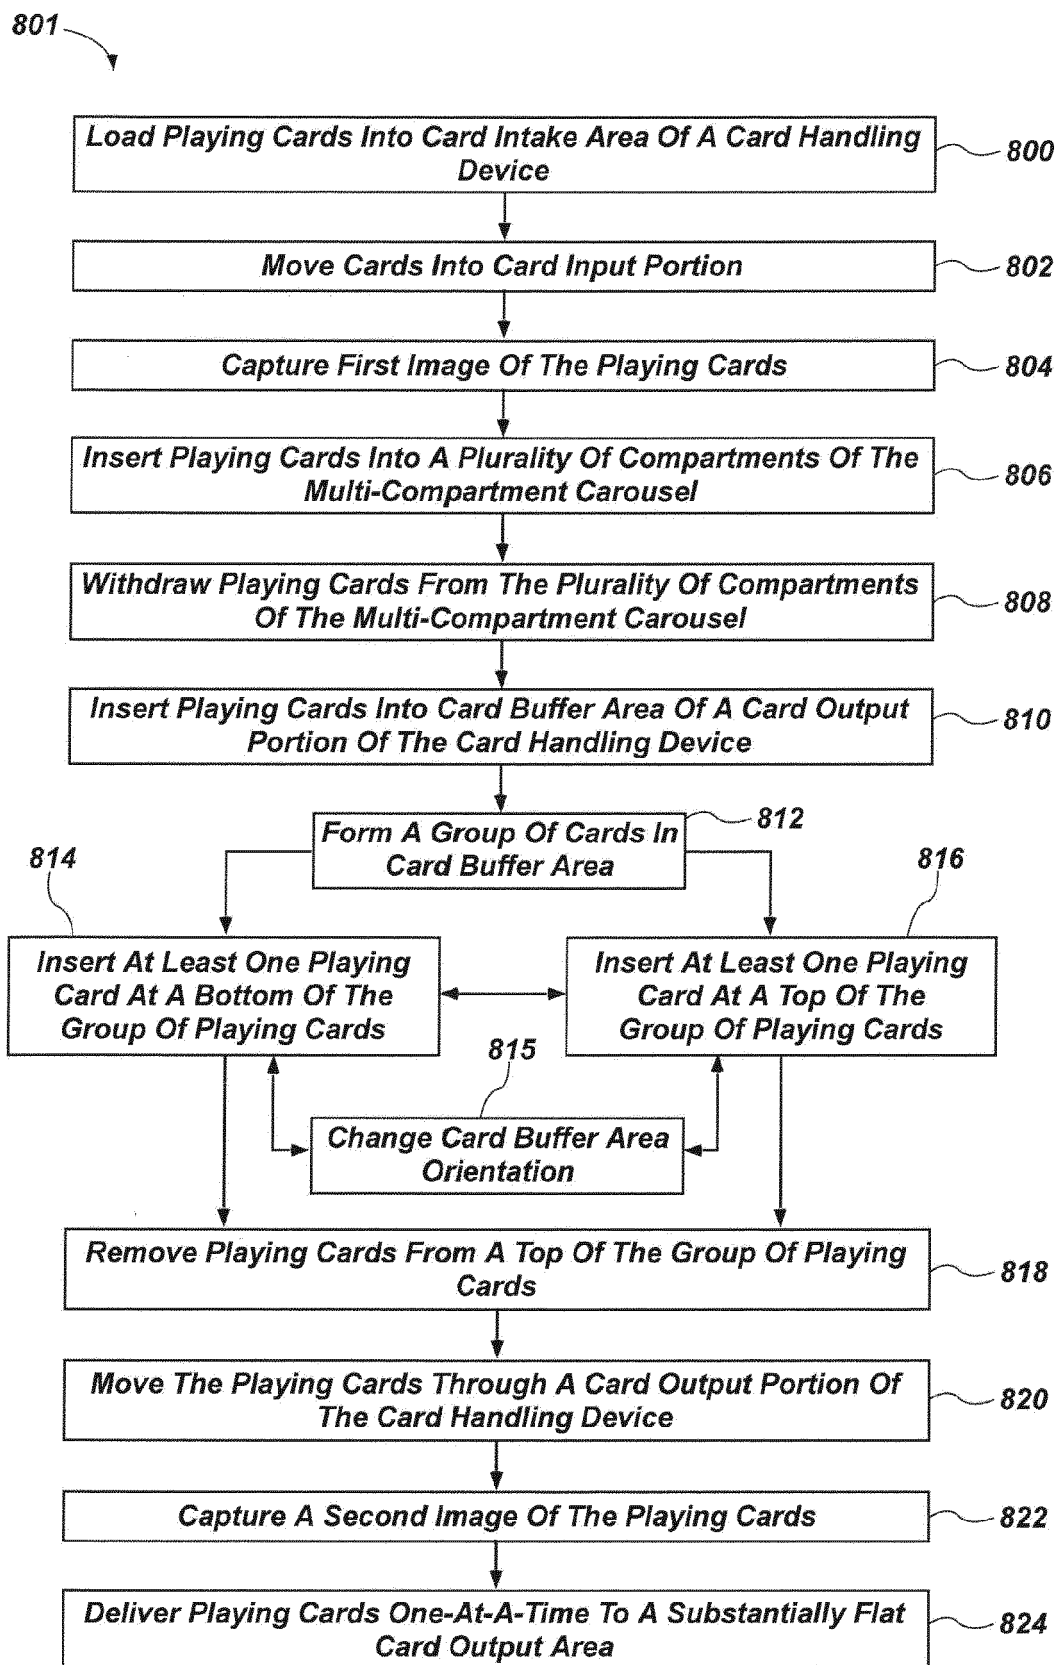 801
Load Playing Cards Into Card Intake Area Of A Card Handling
Device
800
Move Cards Into Card Input Portion
802
Capture First Image Of The Playing Cards
804
Insert Playing Cards Into A Plurality Of Compartments Of The
Multi-Compartment Carousel
806
Withdraw Playing Cards From The Plurality Of Compartments
Of The Multi-Compartment Carousel
808
Insert Playing Cards Into Card Buffer Area Of A Card Output
Portion Of The Card Handling Device
810
Form A Group Of Cards In
Card Buffer Area
812
814
Insert At Least One Playing
Card At A Bottom Of The
Group Of Playing Cards
816
Insert At Least One Playing
Card At A Top Of The
Group Of Playing Cards
815
Change Card Buffer Area
Orientation
Remove Playing Cards From A Top Of The Group Of Playing
Cards
818
Move The Playing Cards Through A Card Output Portion Of
The Card Handling Device
820
Capture A Second Image Of The Playing Cards
822
Deliver Playing Cards One-At-A-Time To A Substantially Flat
Card Output Area
824